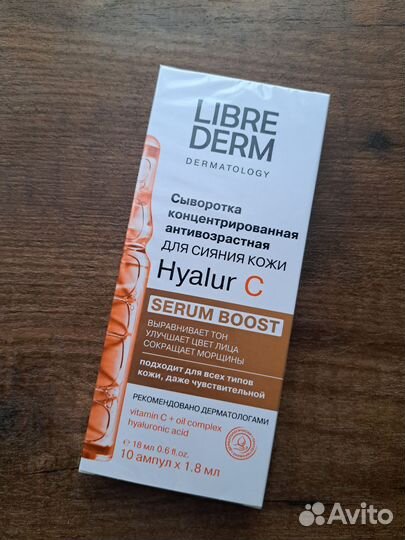 LIBRE
DERM
DERMATOLOGY
Сыворотка
концентрированная
антивозрастная
для сияния кожи
Hyalur C
SERUM BOOST
ВЫРАВНИВАЕТ ТОН
УЛУЧШАЕТ ЦВЕТ ЛИЦА
СОКРАЩАЕТ МОРЩИНЫ
подходит для всех типов
кожи, даже чувствительной
РЕКОМЕНДОВАНО ДЕРМАТОЛОГАМИ
vitamin C + oil complex
hyaluronic acid
℮ 18 мл 0.6 fl.oz.
10 ампул х 1.8 мл
Avito